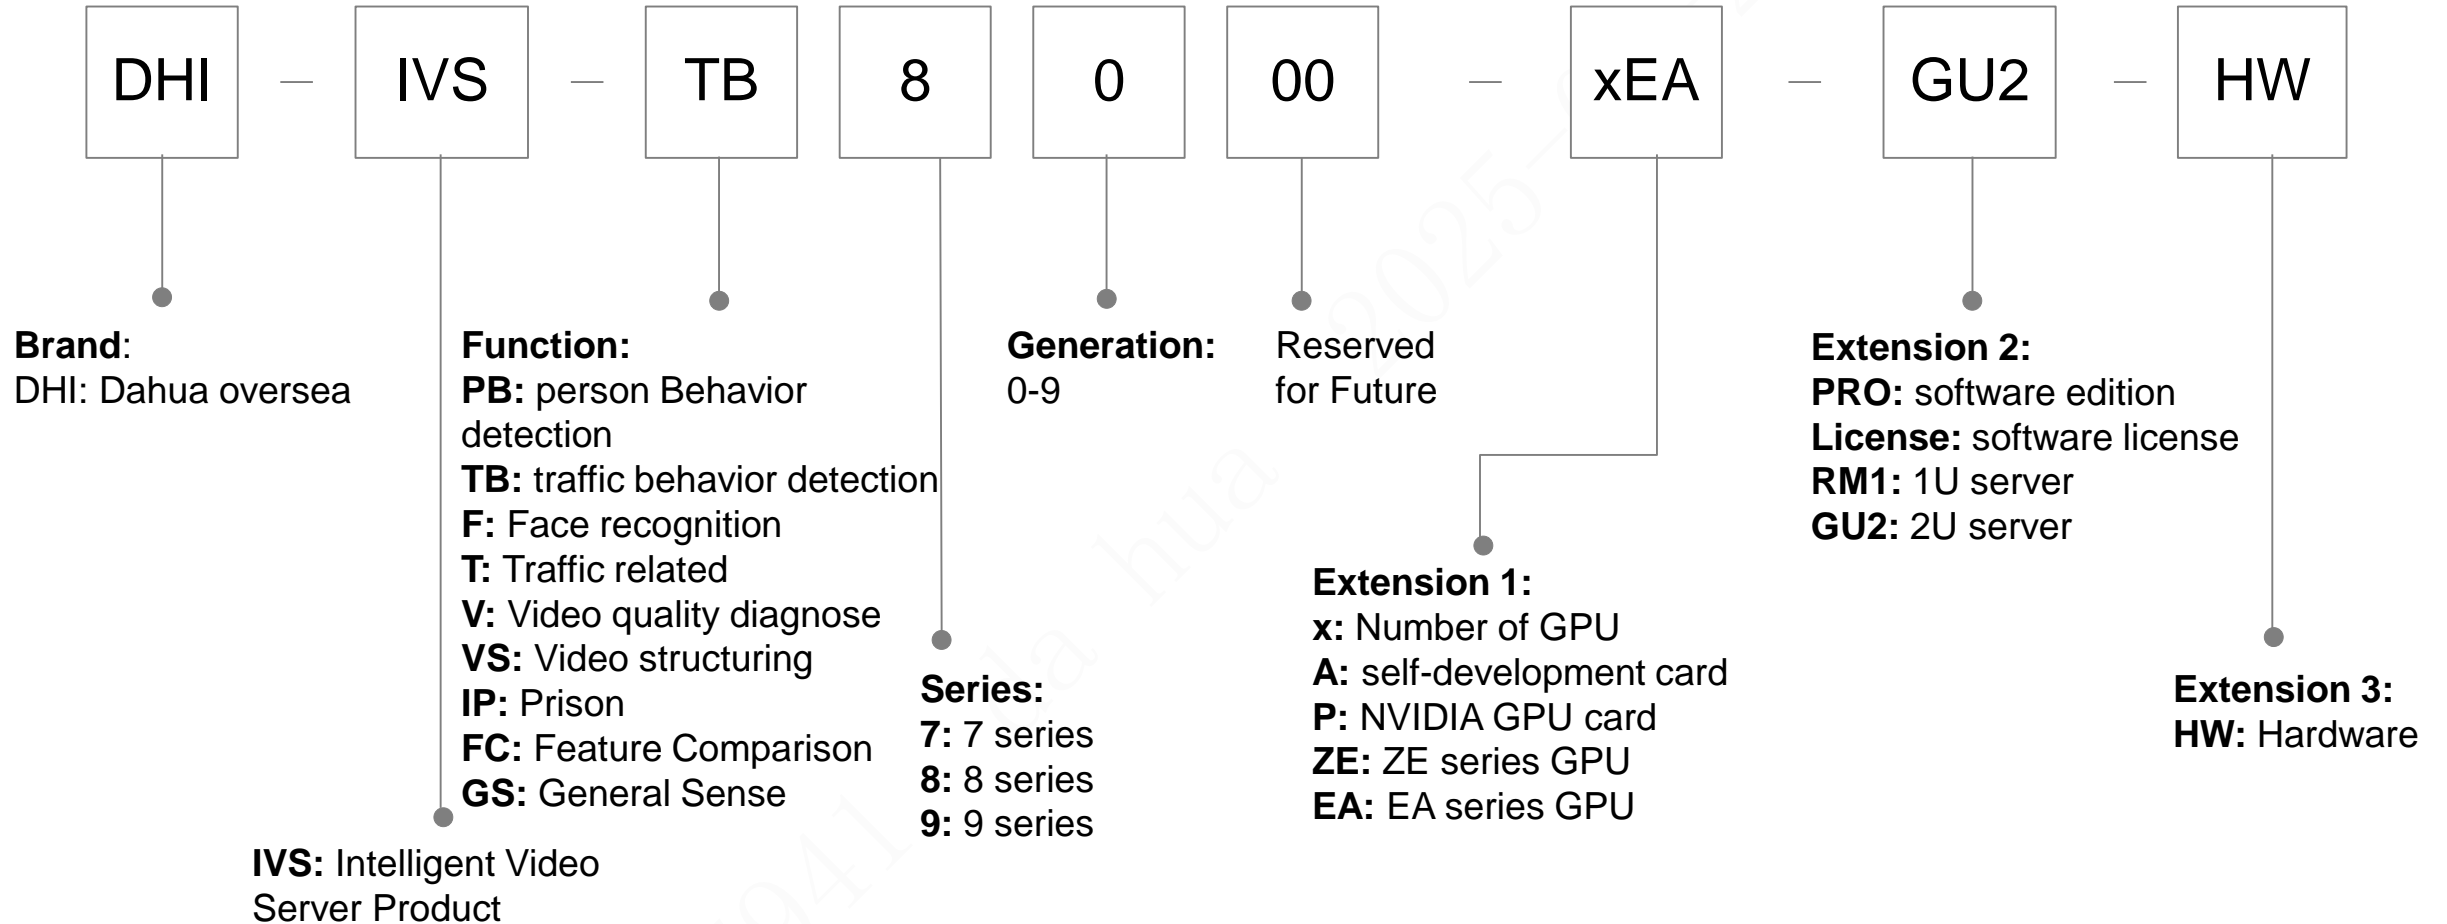 DHI — IVS — TB 8 0 00 — xEA — GU2 — HW
Brand:
DHI: Dahua oversea
IVS: Intelligent Video
Server Product
Function:
PB: person Behavior
detection
TB: traffic behavior detection
F: Face recognition
T: Traffic related
V: Video quality diagnose
VS: Video structuring
IP: Prison
FC: Feature Comparison
GS: General Sense
Series:
7: 7 series
8: 8 series
9: 9 series
Generation:
0-9
Reserved
for Future
Extension 1:
x: Number of GPU
A: self-development card
P: NVIDIA GPU card
ZE: ZE series GPU
EA: EA series GPU
Extension 2:
PRO: software edition
License: software license
RM1: 1U server
GU2: 2U server
Extension 3:
HW: Hardware